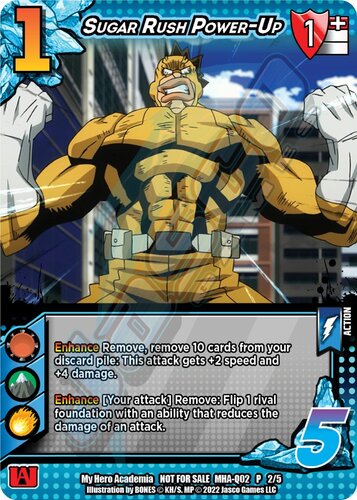 1
SUGAR RUSH POWER-UP
1 +
Enhance Remove, remove 10 cards from your
discard pile: This attack gets +2 speed and
+4 damage.
Enhance [Your attack] Remove: Flip 1 rival
foundation with an ability that reduces the
damage of an attack.
ACTION
5
UA
My Hero Academia NOT FOR SALE MHA-Q02 P 2/5
Illustration by BONES ©KH/S. MP ©2022 Jasco Games LLC